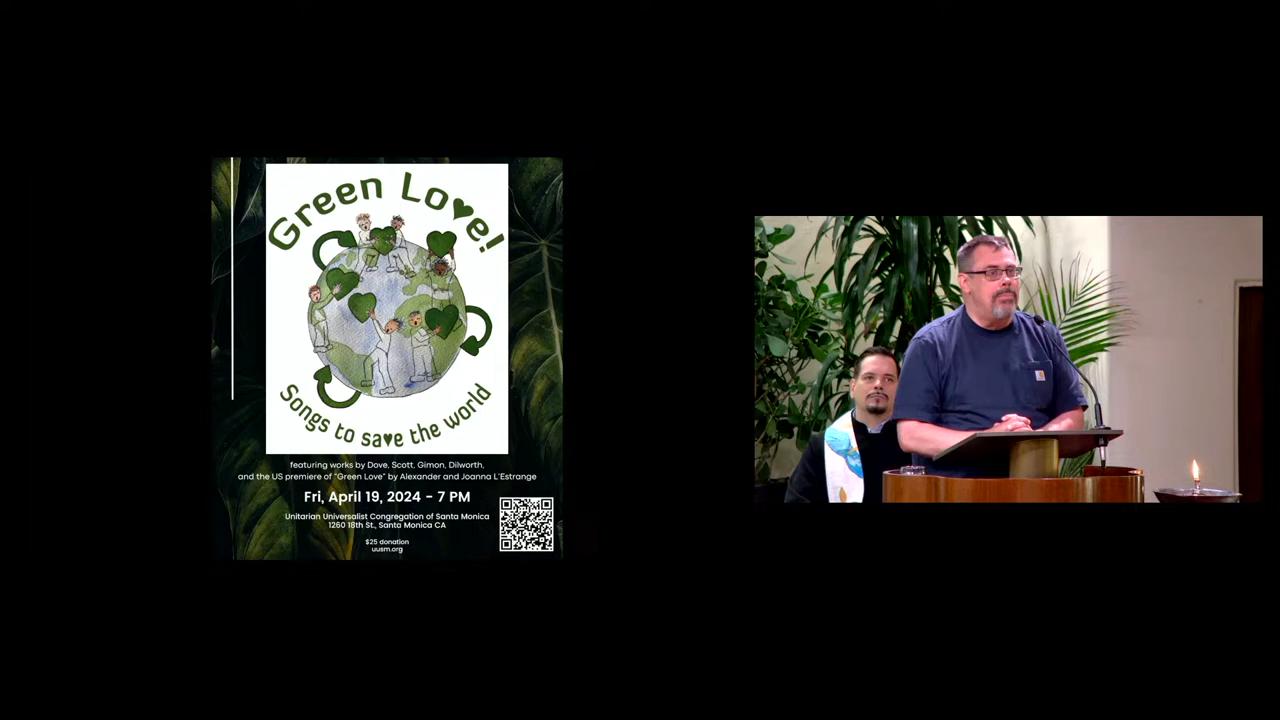 Green Love!
Songs to save the world
featuring works by Dove, Scott, Gimon, Dilworth,
and the US premiere of "Green Love" by Alexander and Joanna L'Estrange
Fri, April 19, 2024 - 7 PM
Unitarian Universalist Congregation of Santa Monica
1260 18th St., Santa Monica CA
$25 donation
uusm.org